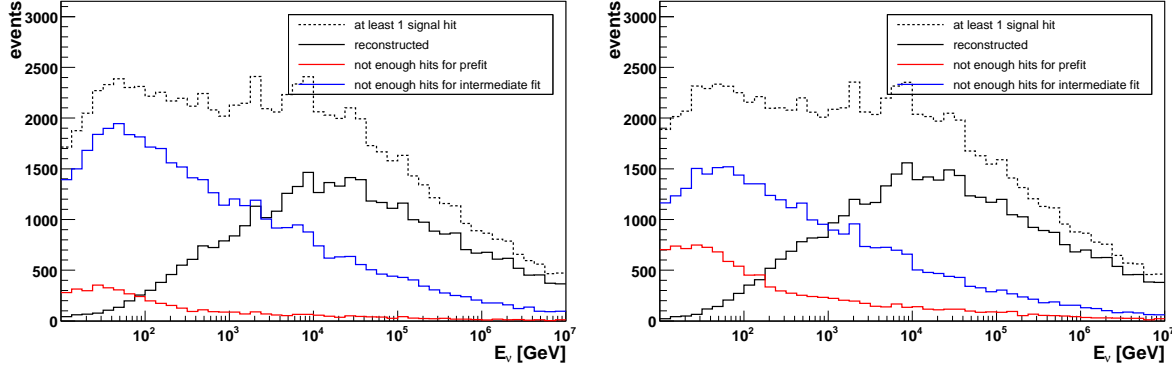 events
3000
2500
2000
1500
1000
500
0
at least 1 signal hit
reconstructed
not enough hits for prefit
not enough hits for intermediate fit
10² 10³ 10⁴ 10⁵ 10⁶ 10⁷
E_ν [GeV]
events
3000
2500
2000
1500
1000
500
0
at least 1 signal hit
reconstructed
not enough hits for prefit
not enough hits for intermediate fit
10² 10³ 10⁴ 10⁵ 10⁶ 10⁷
E_ν [GeV]